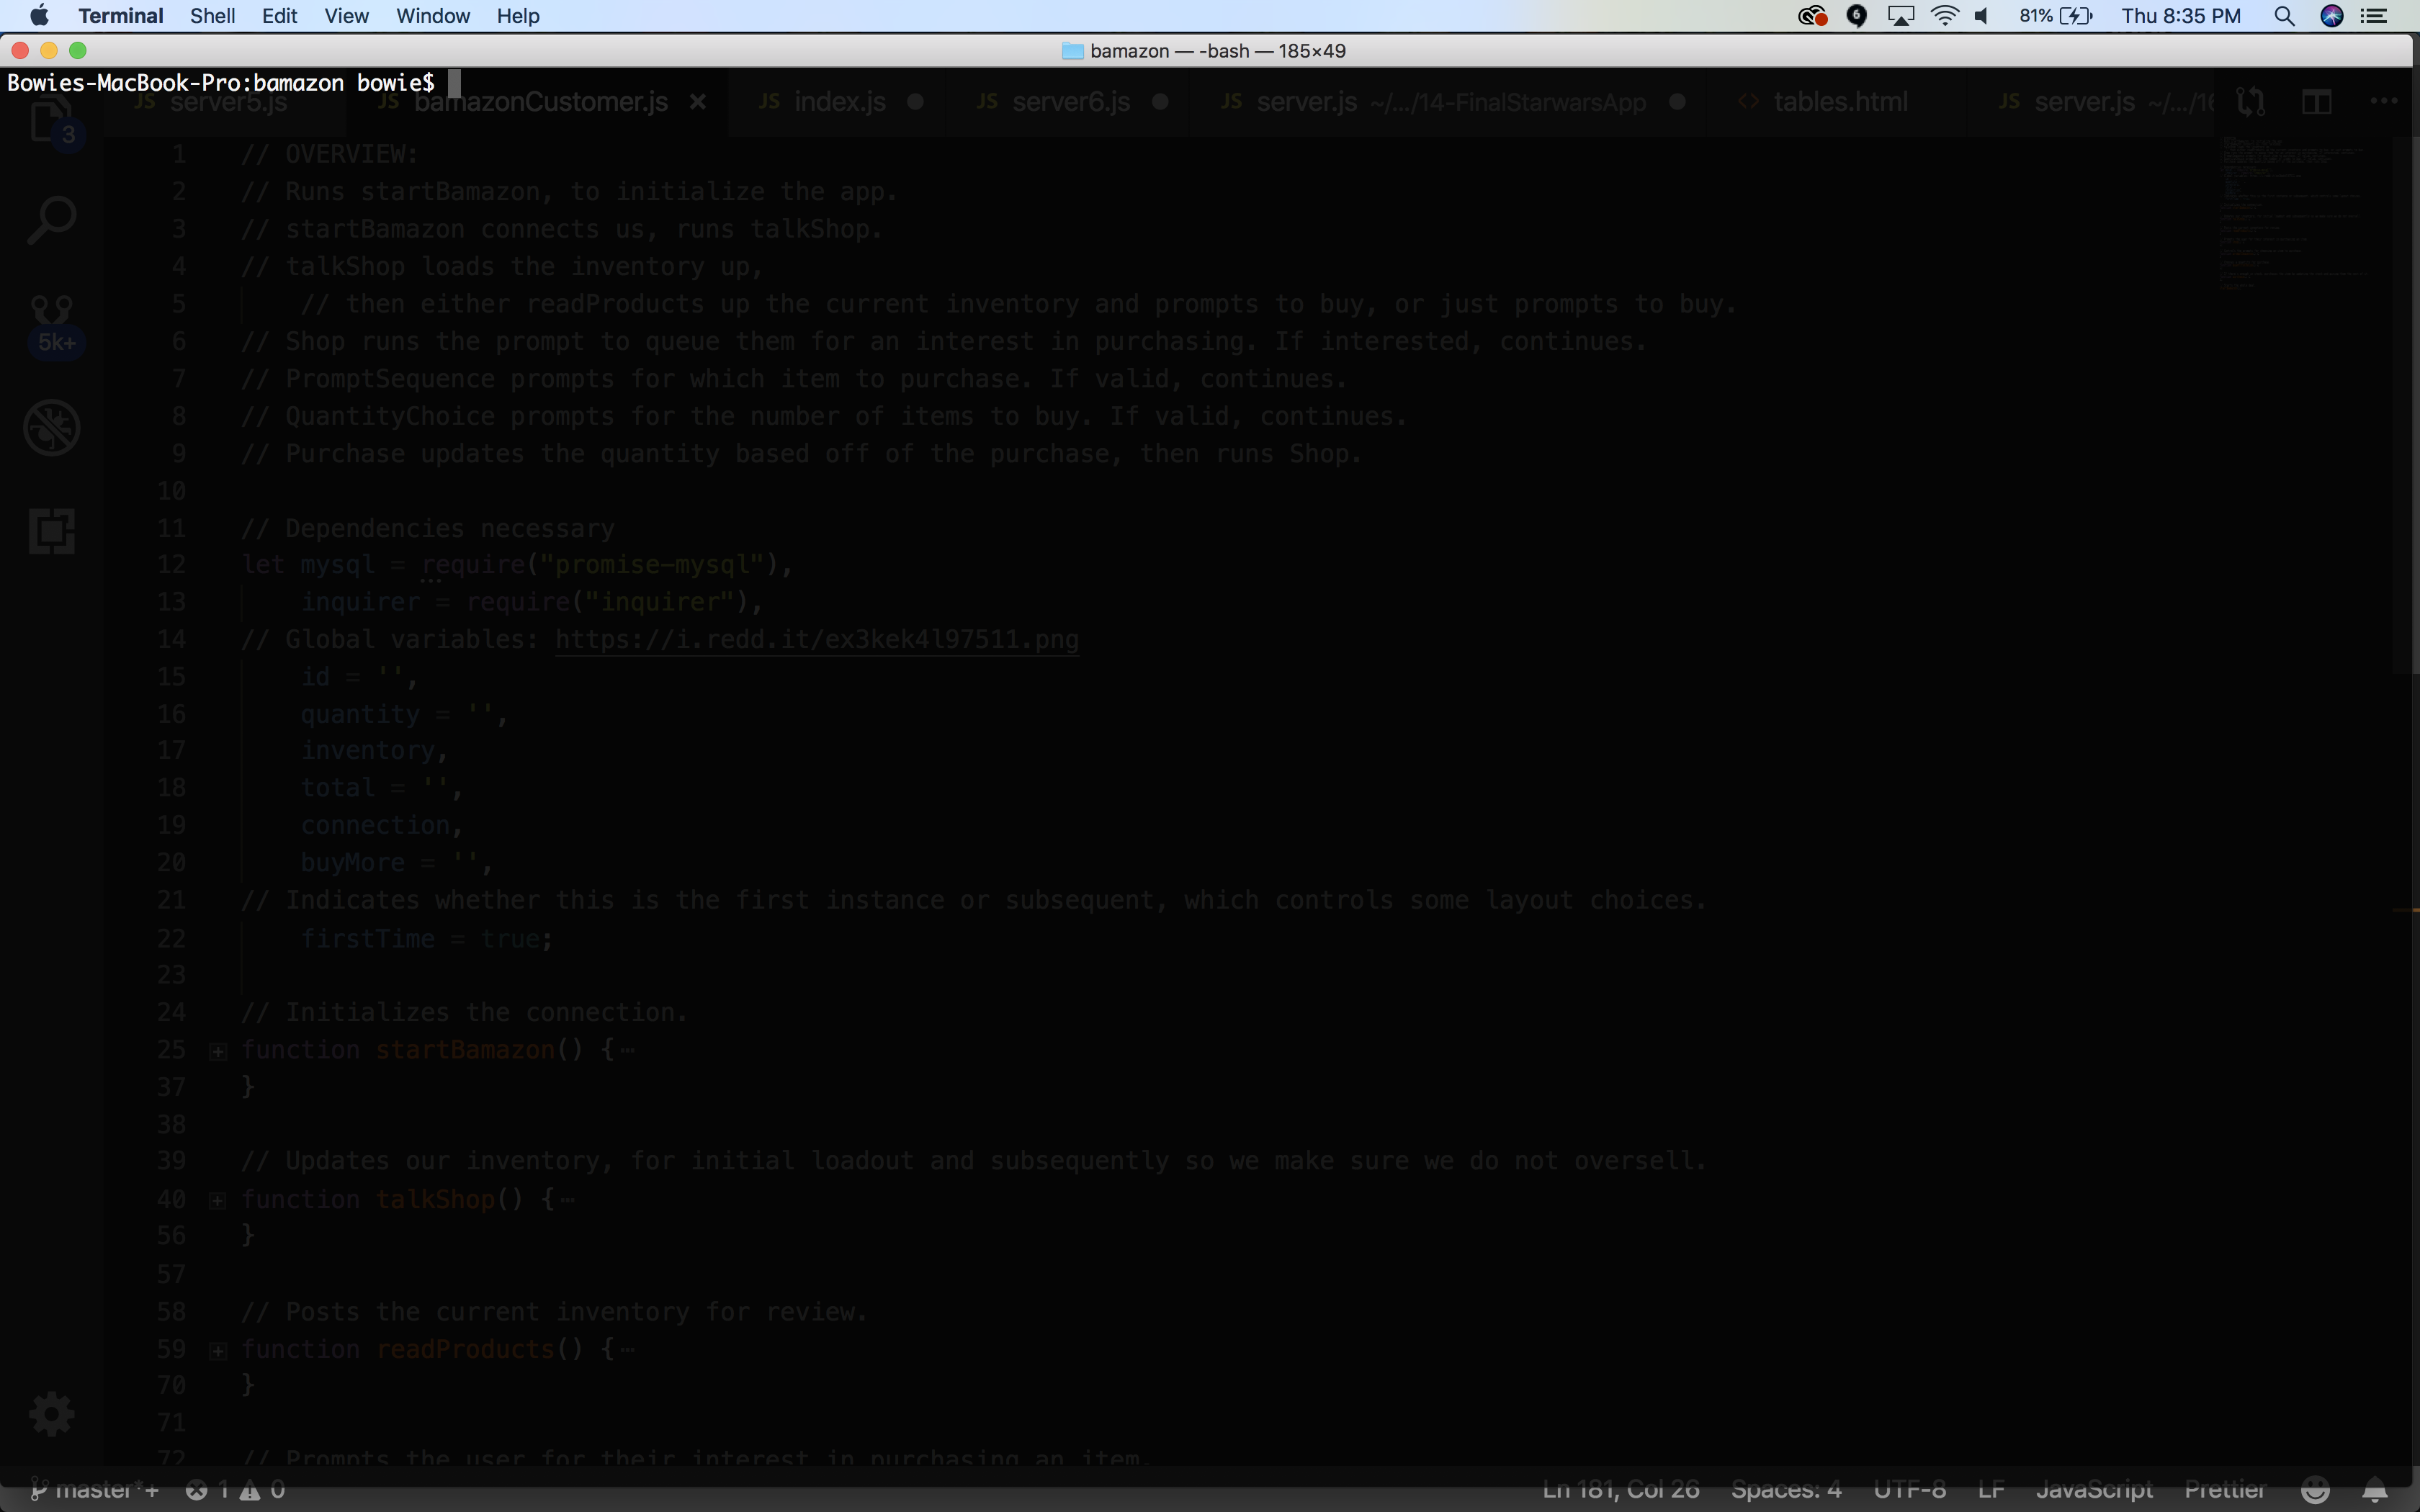 Terminal Shell Edit View Window Help 81% Thu 8:35 PM
bamazon — -bash — 185×49
Bowies-MacBook-Pro:bamazon bowie$
JS server5.js JS bamazonCustomer.js × JS index.js JS server6.js JS server.js ~/.../14-FinalStarwarsApp <> tables.html JS server.js ~/.../16
3
5k+
1 // OVERVIEW:
2 // Runs startBamazon, to initialize the app.
3 // startBamazon connects us, runs talkShop.
4 // talkShop loads the inventory up,
5 // then either readProducts up the current inventory and prompts to buy, or just prompts to buy.
6 // Shop runs the prompt to queue them for an interest in purchasing. If interested, continues.
7 // PromptSequence prompts for which item to purchase. If valid, continues.
8 // QuantityChoice prompts for the number of items to buy. If valid, continues.
9 // Purchase updates the quantity based off of the purchase, then runs Shop.
10
11 // Dependencies necessary
12 let mysql = require("promise-mysql"),
13 inquirer = require("inquirer"),
14 // Global variables: https://i.redd.it/ex3kek4l97511.png
15 id = '',
16 quantity = '',
17 inventory,
18 total = '',
19 connection,
20 buyMore = '',
21 // Indicates whether this is the first instance or subsequent, which controls some layout choices.
22 firstTime = true;
23
24 // Initializes the connection.
25 function startBamazon() {…
37 }
38
39 // Updates our inventory, for initial loadout and subsequently so we make sure we do not oversell.
40 function talkShop() {…
56 }
57
58 // Posts the current inventory for review.
59 function readProducts() {…
70 }
71
72 // Prompts the user for their interest in purchasing an item.
master*+ 1 0 Ln 181, Col 26 Spaces: 4 UTF-8 LF JavaScript Prettier